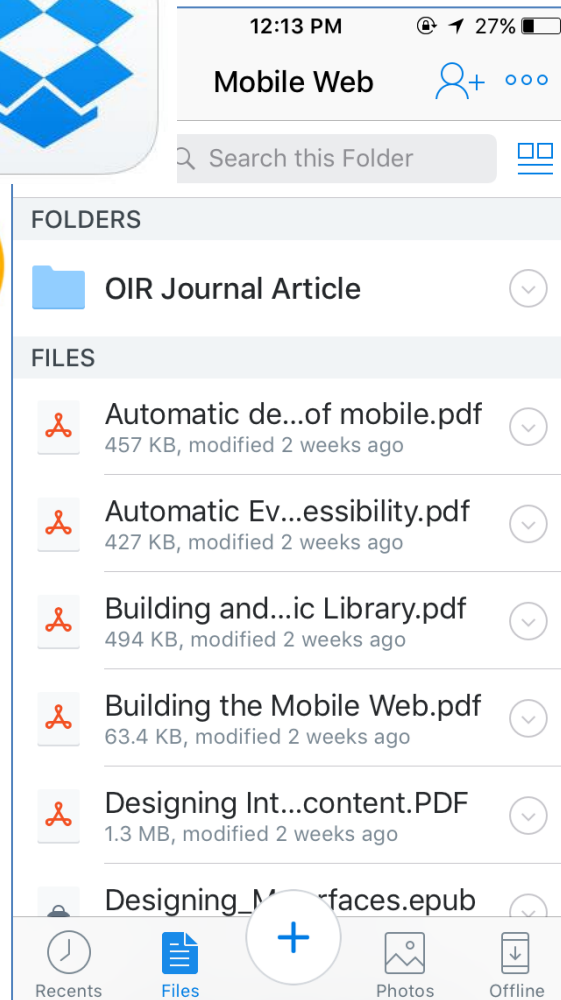 12:13 PM
27%
Mobile Web
Search this Folder
FOLDERS
OIR Journal Article
FILES
Automatic de...of mobile.pdf
457 KB, modified 2 weeks ago
Automatic Ev...essibility.pdf
427 KB, modified 2 weeks ago
Building and...ic Library.pdf
494 KB, modified 2 weeks ago
Building the Mobile Web.pdf
63.4 KB, modified 2 weeks ago
Designing Int...content.PDF
1.3 MB, modified 2 weeks ago
Designing_M rfaces.epub
Recents
Files
Photos
Offline